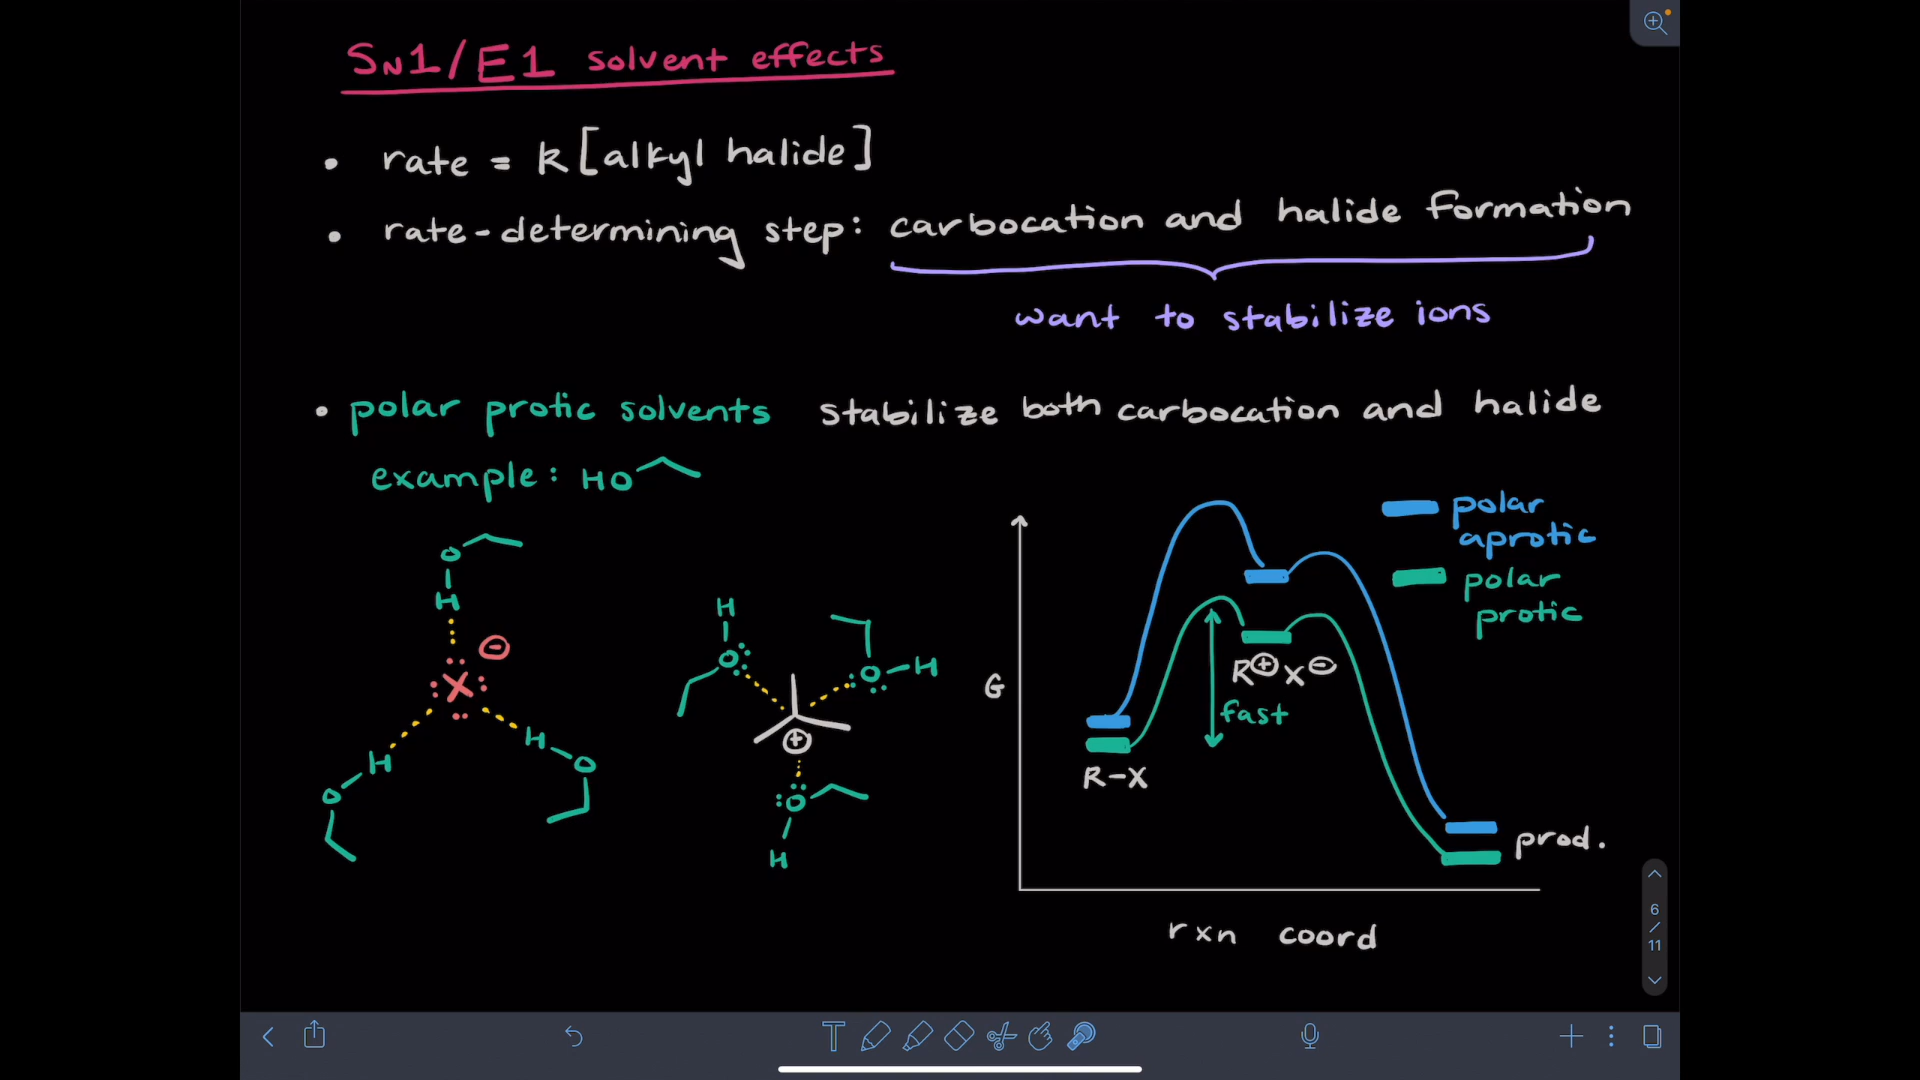 SN1/E1 solvent effects
• rate = k[alkyl halide]
• rate-determining step: carbocation and halide formation
want to stabilize ions
• polar protic solvents stabilize both carbocation and halide
example: HO
O
H
⊖
:X:
H
O
H
O
H
O
O-H
⊕
:O
H
polar
aprotic
polar
protic
G
R⊕X⊖
fast
R-X
prod.
rxn coord
6
/
11
T